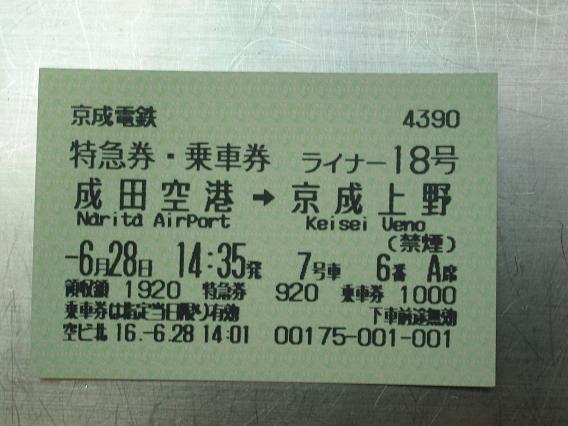 京成電鉄 4390
特急券・乗車券 ライナー18号
成田空港 → 京成上野
Narita AirPort Keisei Ueno
(禁煙)
-6月28日 14:35発 7号車 6番 A席
領収額 1920 特急券 920 乗車券 1000
乗車券は指定当日限り有効 下車前途無効
空ビ北 16.-6.28 14:01 00175-001-001